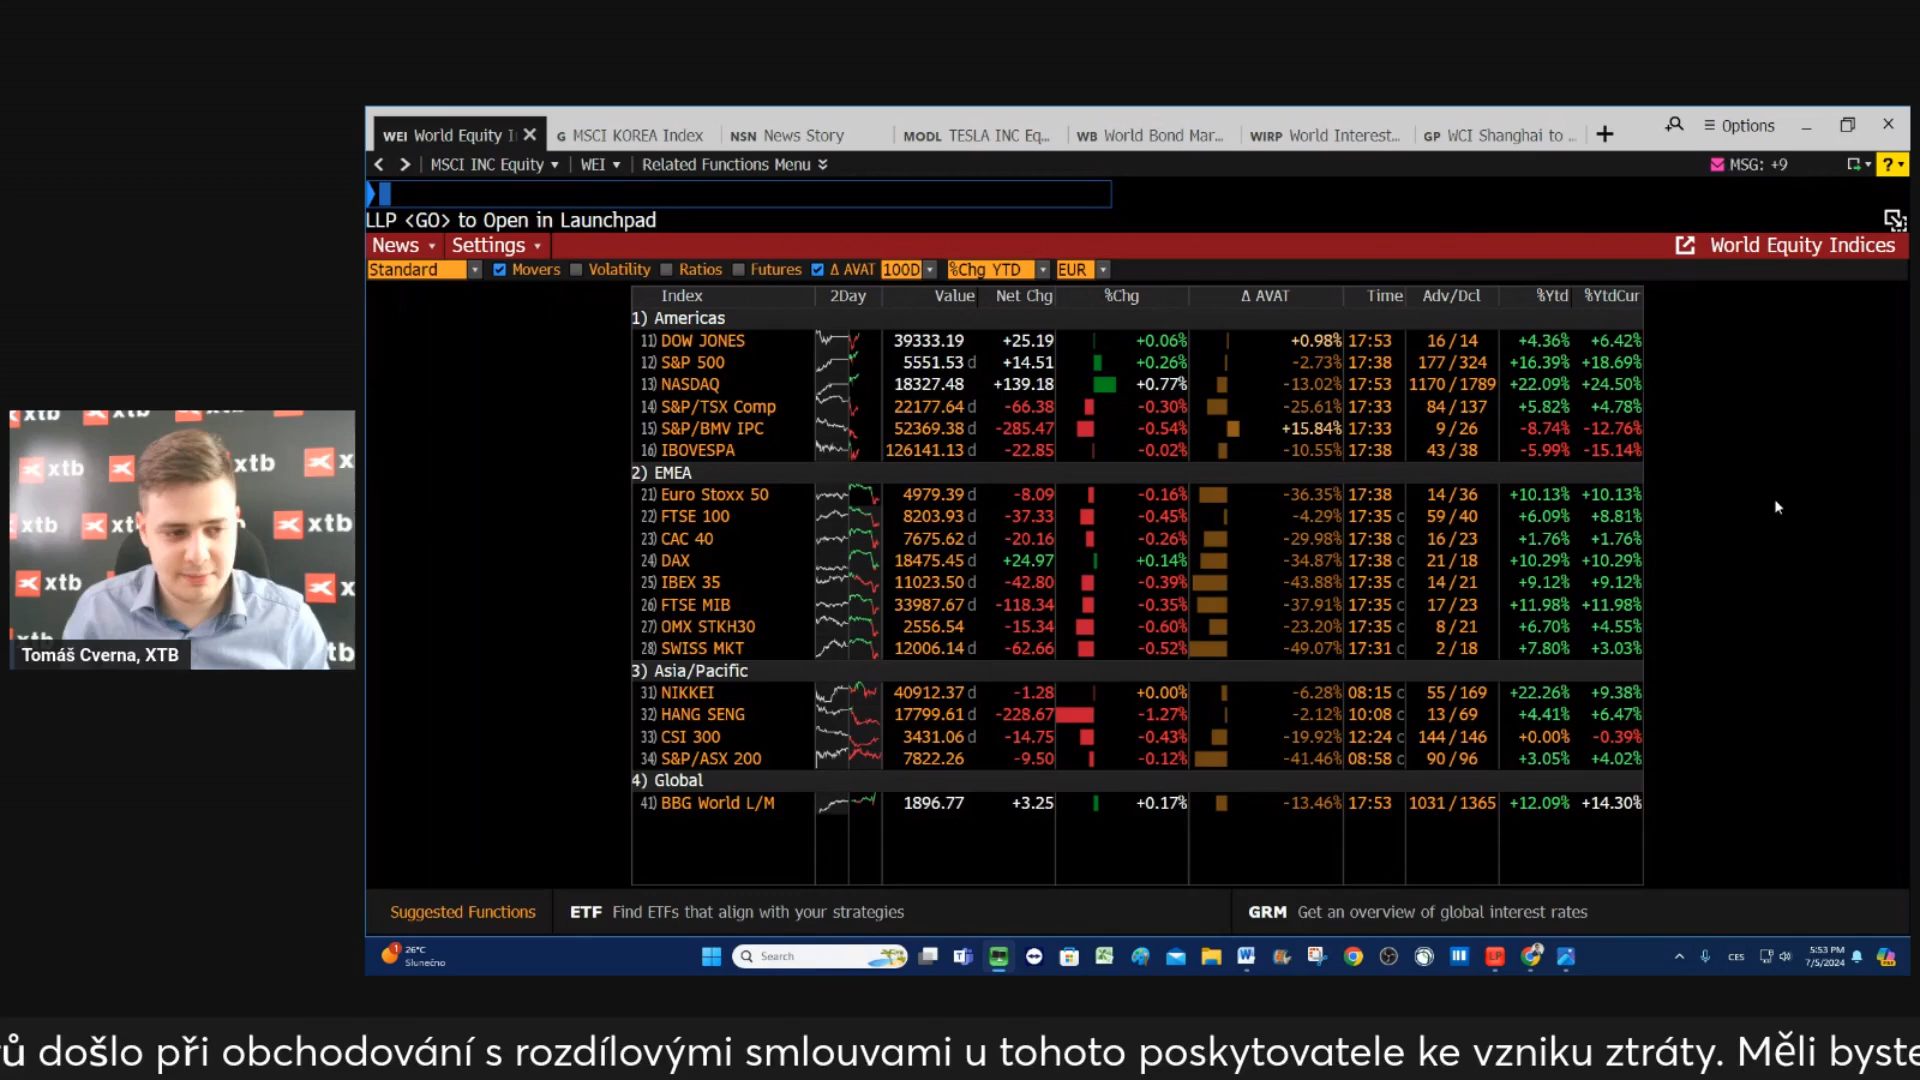 WEI World Equity I
G MSCI KOREA Index
NSN News Story
MODL TESLA INC Eq...
WB World Bond Mar...
WIRP World Interest...
GP WCI Shanghai to ...
Options
MSCI INC Equity
WEI
Related Functions Menu
MSG: +9
?
LLP <GO> to Open in Launchpad
News
Settings
World Equity Indices
Standard
Movers
Volatility
Ratios
Futures
Δ AVAT
100D
%Chg YTD
EUR
Index 2Day Value Net Chg %Chg Δ AVAT Time Adv/Dcl %Ytd %YtdCur
1) Americas
11) DOW JONES 39333.19 +25.19 +0.06% +0.98% 17:53 16 / 14 +4.36% +6.42%
12) S&P 500 5551.53 d +14.51 +0.26% -2.73% 17:38 177 / 324 +16.39% +18.69%
13) NASDAQ 18327.48 +139.18 +0.77% -13.02% 17:53 1170 / 1789 +22.09% +24.50%
14) S&P/TSX Comp 22177.64 d -66.38 -0.30% -25.61% 17:33 84 / 137 +5.82% +4.78%
15) S&P/BMV IPC 52369.38 d -285.47 -0.54% +15.84% 17:33 9 / 26 -8.74% -12.76%
16) IBOVESPA 126141.13 d -22.85 -0.02% -10.55% 17:38 43 / 38 -5.99% -15.14%
2) EMEA
21) Euro Stoxx 50 4979.39 d -8.09 -0.16% -36.35% 17:38 14 / 36 +10.13% +10.13%
22) FTSE 100 8203.93 d -37.33 -0.45% -4.29% 17:35 c 59 / 40 +6.09% +8.81%
23) CAC 40 7675.62 d -20.16 -0.26% -29.98% 17:38 c 16 / 23 +1.76% +1.76%
24) DAX 18475.45 d +24.97 +0.14% -34.87% 17:38 c 21 / 18 +10.29% +10.29%
25) IBEX 35 11023.50 d -42.80 -0.39% -43.88% 17:35 c 14 / 21 +9.12% +9.12%
26) FTSE MIB 33987.67 d -118.34 -0.35% -37.91% 17:35 c 17 / 23 +11.98% +11.98%
27) OMX STKH30 2556.54 -15.34 -0.60% -23.20% 17:35 c 8 / 21 +6.70% +4.55%
28) SWISS MKT 12006.14 d -62.66 -0.52% -49.07% 17:31 c 2 / 18 +7.80% +3.03%
3) Asia/Pacific
31) NIKKEI 40912.37 d -1.28 +0.00% -6.28% 08:15 c 55 / 169 +22.26% +9.38%
32) HANG SENG 17799.61 d -228.67 -1.27% -2.12% 10:08 c 13 / 69 +4.41% +6.47%
33) CSI 300 3431.06 d -14.75 -0.43% -19.92% 12:24 c 144 / 146 +0.00% -0.39%
34) S&P/ASX 200 7822.26 -9.50 -0.12% -41.46% 08:58 c 90 / 96 +3.05% +4.02%
4) Global
41) BBG World L/M 1896.77 +3.25 +0.17% -13.46% 17:53 1031 / 1365 +12.09% +14.30%
xtb
xtb
xtb
xtb
xtb
xtb
Tomáš Cverna, XTB
Suggested Functions
ETF Find ETFs that align with your strategies
GRM Get an overview of global interest rates
1
26°C
Slunečno
Search
CES
5:53 PM
7/5/2024
ů došlo při obchodování s rozdílovými smlouvami u tohoto poskytovatele ke vzniku ztráty. Měli byste